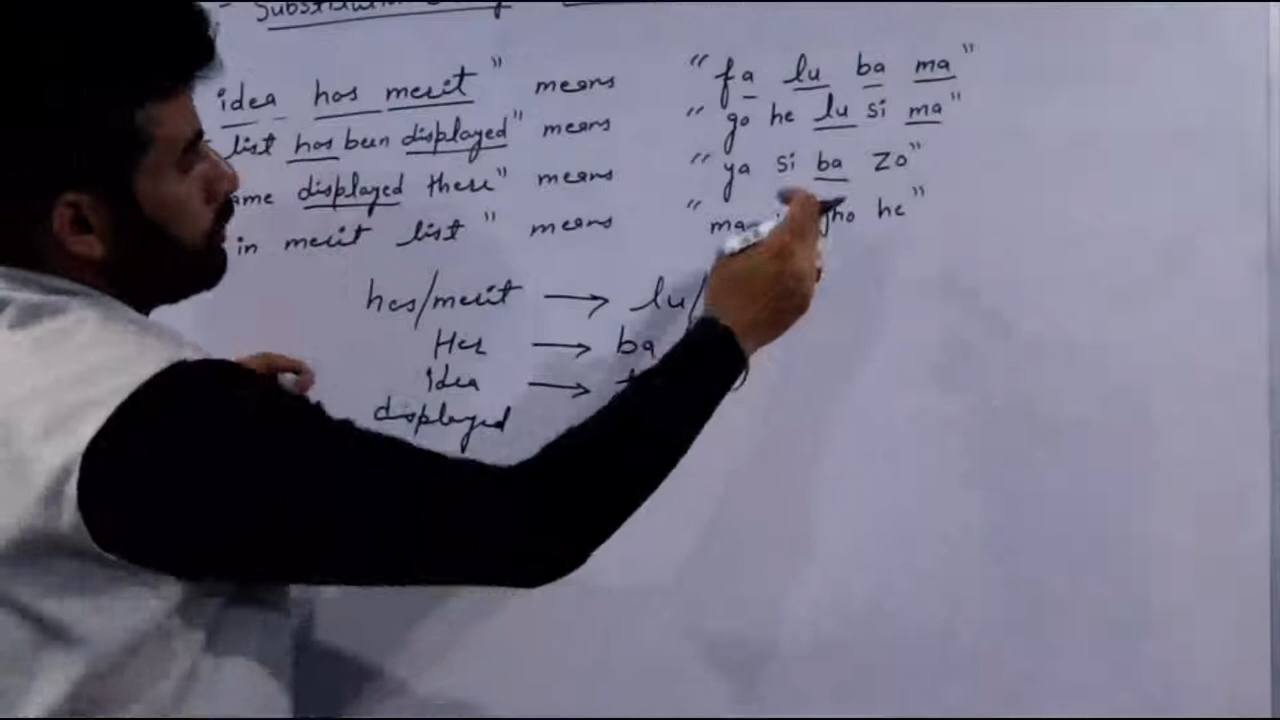 idea has merit" means "fa lu ba ma"
list has been displayed" means "go he lu si ma"
ame displayed there" means "ya si ba zo"
in merit list" means "ma ho he"
has/merit → lu/
Her → ba
Idea →
displayed